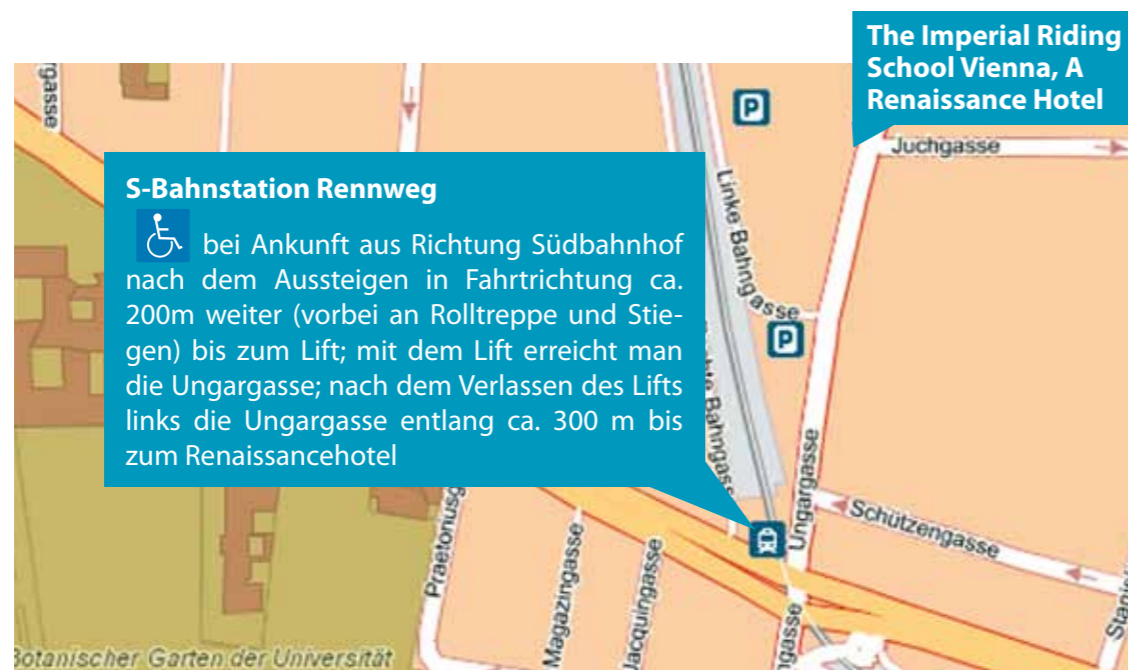 The Imperial Riding
School Vienna, A
Renaissance Hotel
Juchgasse
S-Bahnstation Rennweg
bei Ankunft aus Richtung Südbahnhof
nach dem Aussteigen in Fahrtrichtung ca.
200m weiter (vorbei an Rolltreppe und Stie-
gen) bis zum Lift; mit dem Lift erreicht man
die Ungargasse; nach dem Verlassen des Lifts
links die Ungargasse entlang ca. 300 m bis
zum Renaissancehotel
P
Linke Bahngasse
P
Bahngasse
Ungargasse
Schützengasse
Magazingasse
Jacquingasse
Botanischer Garten der Universität